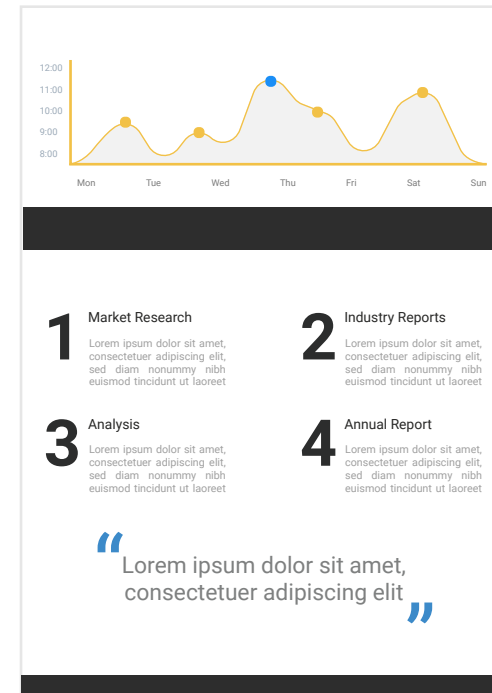 12:00
11:00
10:00
9:00
8:00
Mon Tue Wed Thu Fri Sat Sun
1
Market Research
Lorem ipsum dolor sit amet,
consectetuer adipiscing elit,
sed diam nonummy nibh
euismod tincidunt ut laoreet
2
Industry Reports
Lorem ipsum dolor sit amet,
consectetuer adipiscing elit,
sed diam nonummy nibh
euismod tincidunt ut laoreet
3
Analysis
Lorem ipsum dolor sit amet,
consectetuer adipiscing elit,
sed diam nonummy nibh
euismod tincidunt ut laoreet
4
Annual Report
Lorem ipsum dolor sit amet,
consectetuer adipiscing elit,
sed diam nonummy nibh
euismod tincidunt ut laoreet
“Lorem ipsum dolor sit amet,
consectetuer adipiscing elit”